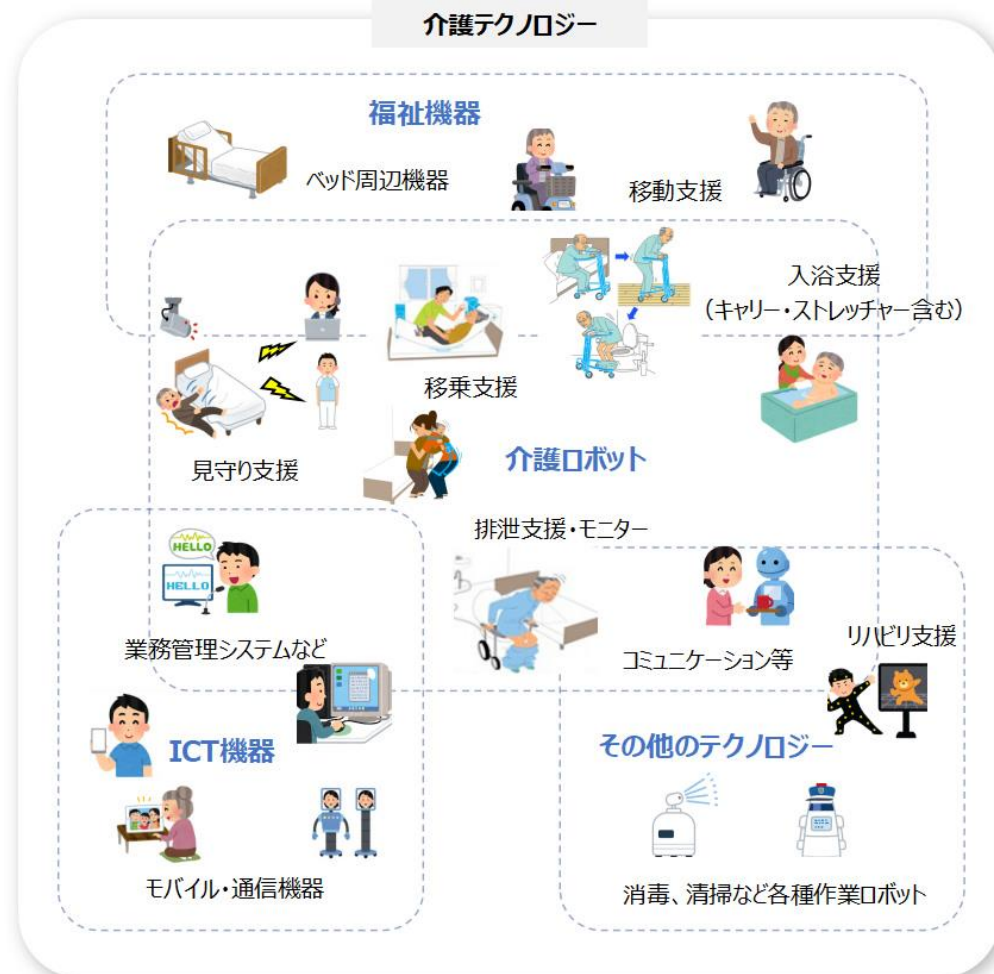 介護テクノロジー
福祉機器
ベッド周辺機器
移動支援
入浴支援
（キャリー・ストレッチャー含む）
移乗支援
見守り支援
介護ロボット
排泄支援・モニター
HELLO
HELLO
業務管理システムなど
コミュニケーション等
リハビリ支援
ICT機器
その他のテクノロジー
モバイル・通信機器
消毒、清掃など各種作業ロボット